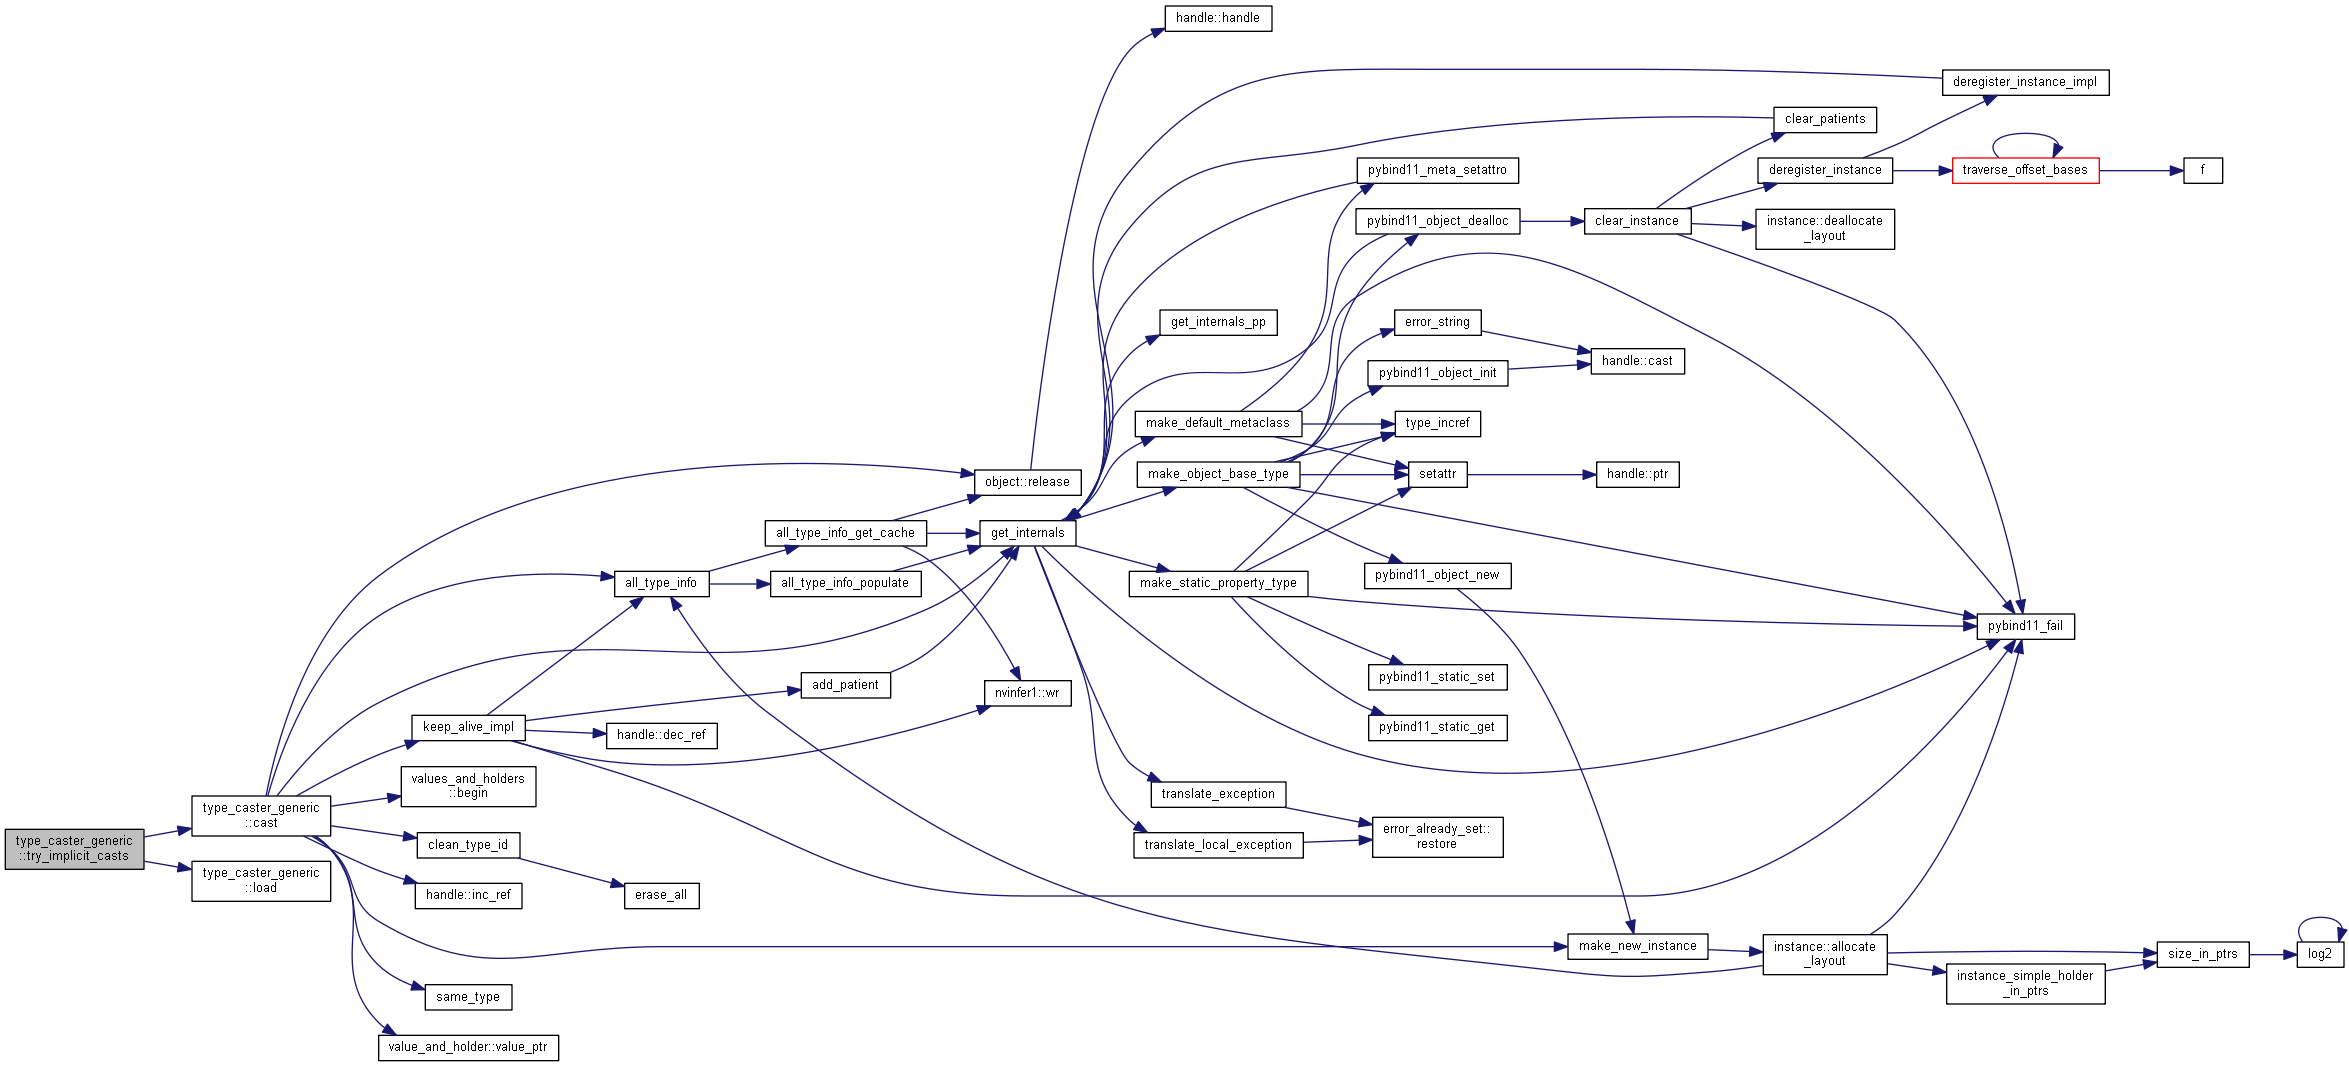 handle::handle
deregister_instance_impl
clear_patients
pybind11_meta_setattro
deregister_instance
traverse_offset_bases
f
pybind11_object_dealloc
clear_instance
instance::deallocate
_layout
get_internals_pp
error_string
handle::cast
pybind11_object_init
make_default_metaclass
type_incref
object::release
make_object_base_type
setattr
handle::ptr
all_type_info_get_cache
get_internals
all_type_info
all_type_info_populate
make_static_property_type
pybind11_object_new
pybind11_fail
add_patient
nvinfer1::wr
pybind11_static_set
keep_alive_impl
handle::dec_ref
pybind11_static_get
values_and_holders
::begin
translate_exception
type_caster_generic
::cast
type_caster_generic
::try_implicit_casts
clean_type_id
translate_local_exception
error_already_set::
restore
type_caster_generic
::load
handle::inc_ref
erase_all
make_new_instance
instance::allocate
_layout
size_in_ptrs
log2
instance_simple_holder
_in_ptrs
same_type
value_and_holder::value_ptr